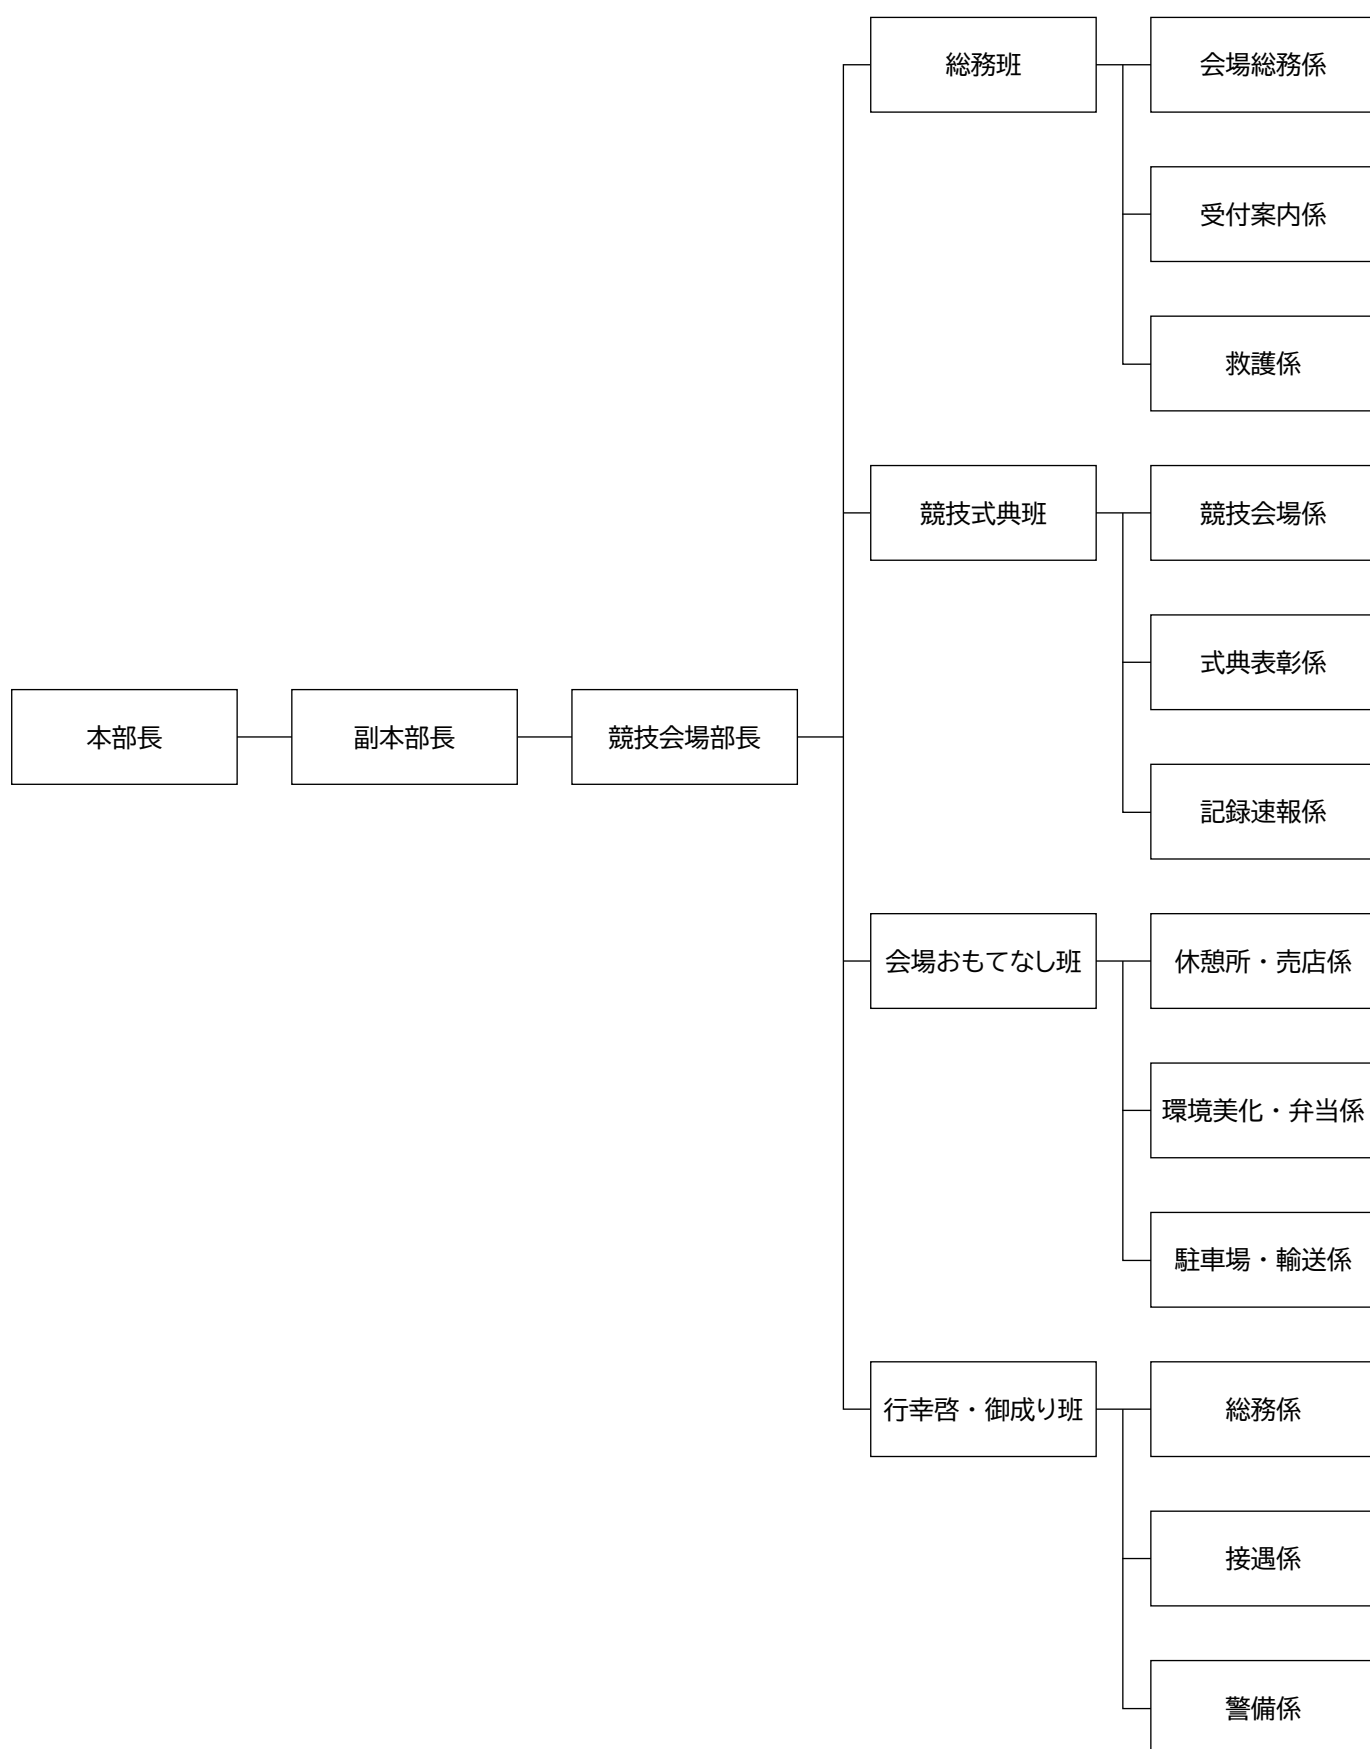 本部長
副本部長
競技会場部長
総務班
会場総務係
受付案内係
救護係
競技式典班
競技会場係
式典表彰係
記録速報係
会場おもてなし班
休憩所・売店係
環境美化・弁当係
駐車場・輸送係
行幸啓・御成り班
総務係
接遇係
警備係